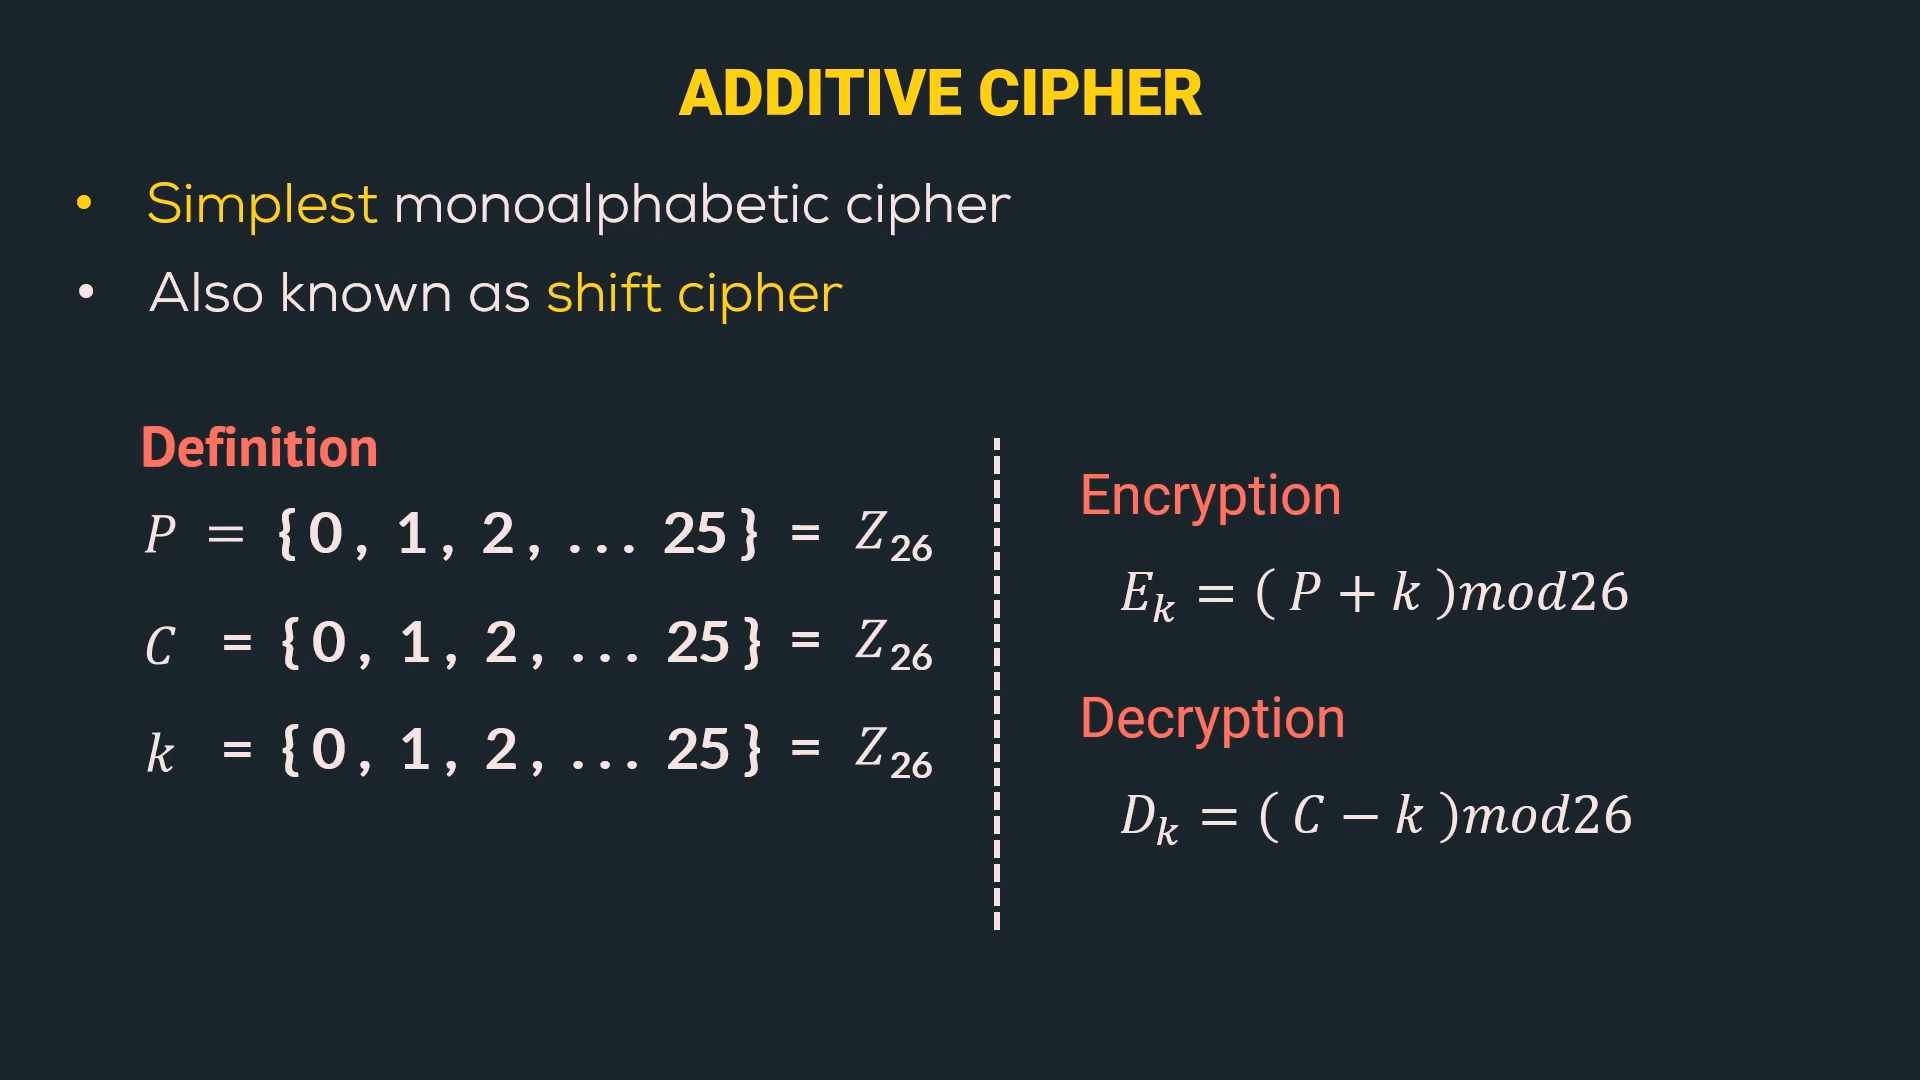 ADDITIVE CIPHER
• Simplest monoalphabetic cipher
• Also known as shift cipher
Definition
P = {0, 1, 2, ... 25} = Z₂₆
C = {0, 1, 2, ... 25} = Z₂₆
k = {0, 1, 2, ... 25} = Z₂₆
Encryption
Eₖ = ( P + k )mod26
Decryption
Dₖ = ( C − k )mod26